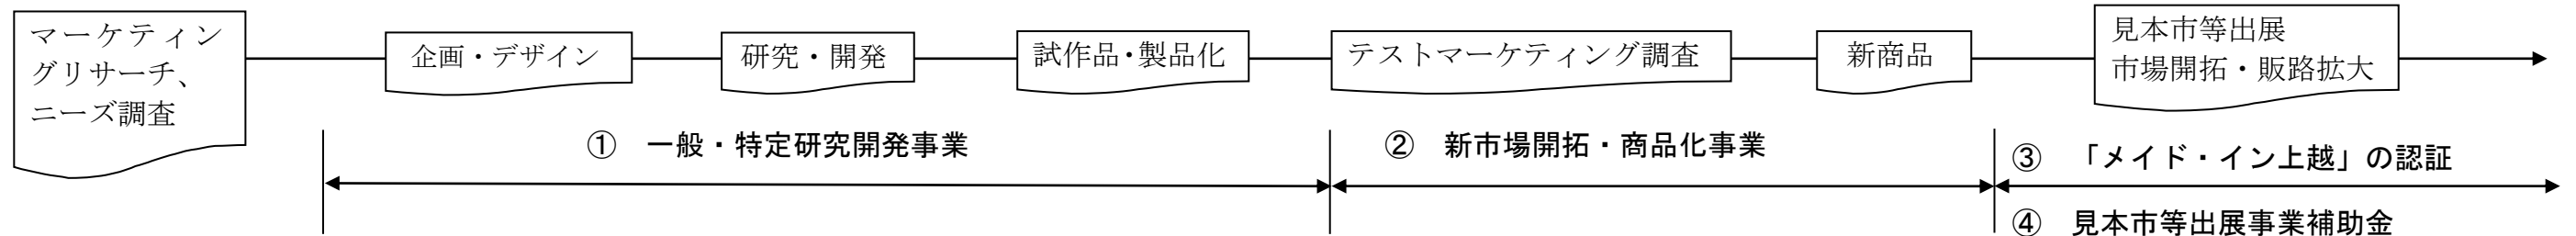 マーケティン
グリサーチ、
ニーズ調査
企画・デザイン
研究・開発
試作品・製品化
テストマーケティング調査
新商品
見本市等出展
市場開拓・販路拡大
① 一般・特定研究開発事業
② 新市場開拓・商品化事業
③ 「メイド・イン上越」の認証
④ 見本市等出展事業補助金